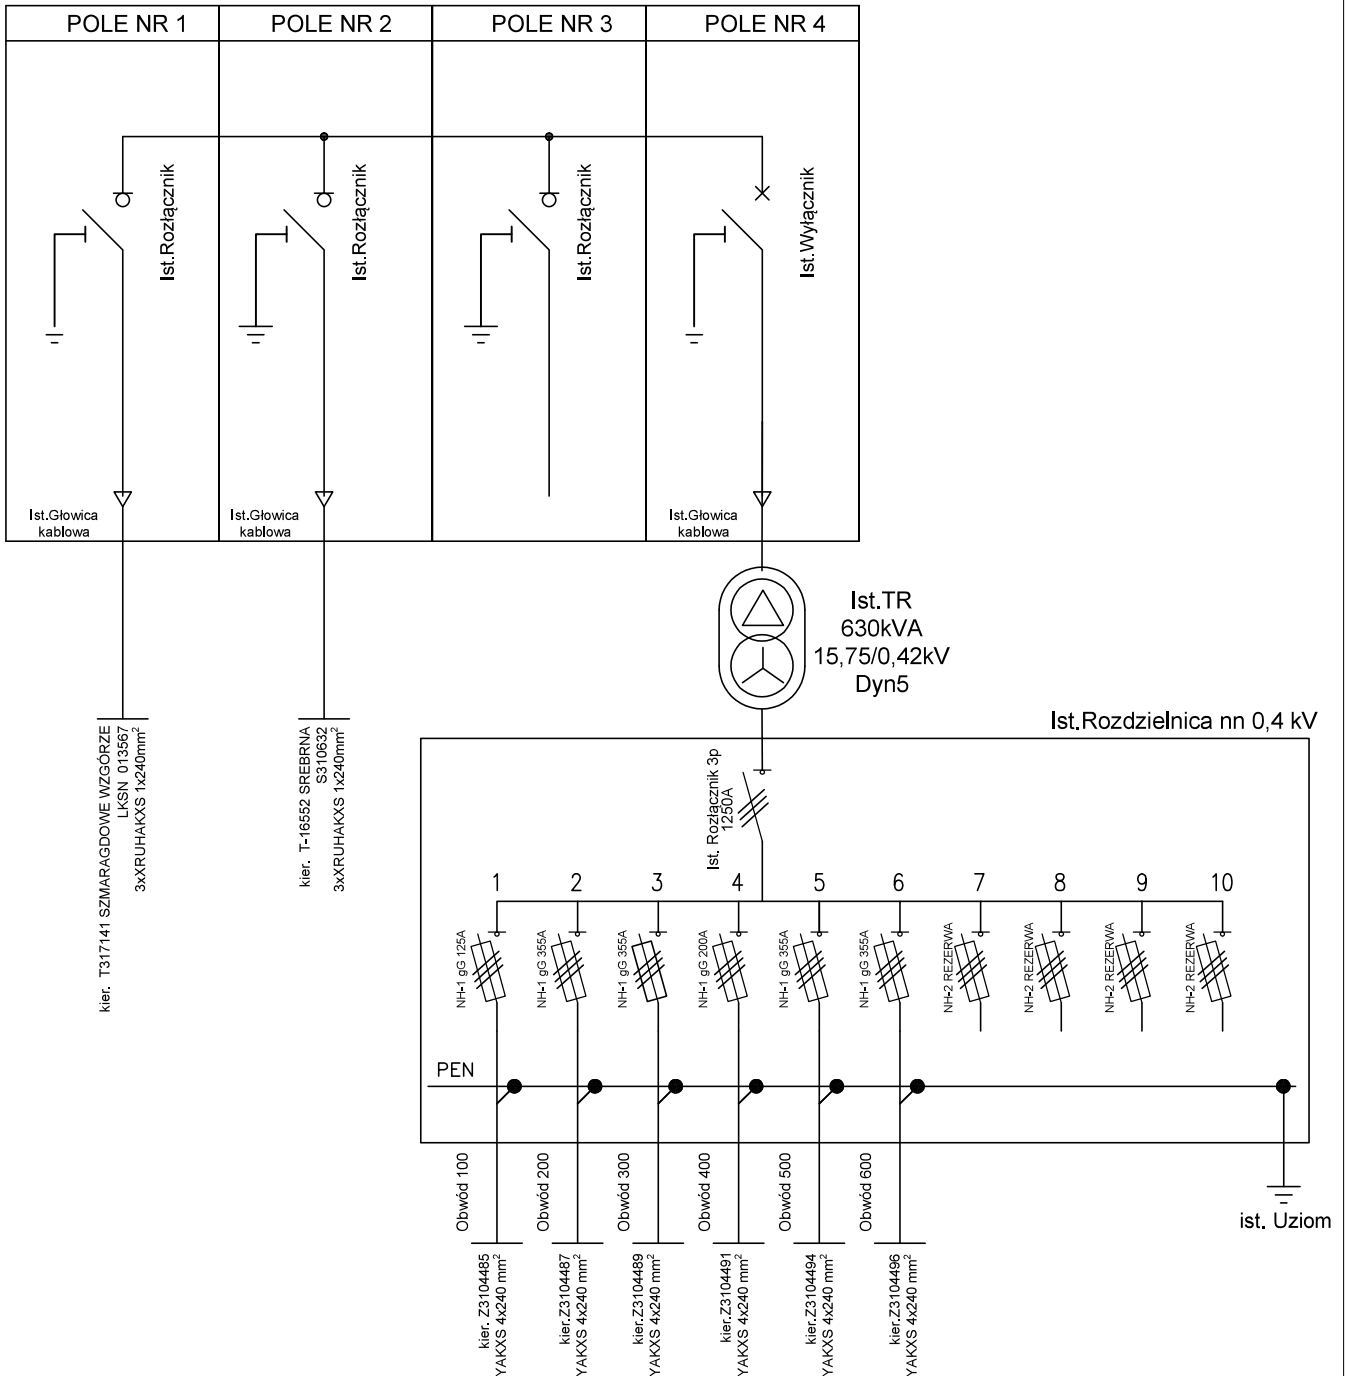 POLE NR 1
POLE NR 2
POLE NR 3
POLE NR 4
Ist.Rozłącznik
Ist.Rozłącznik
Ist.Rozłącznik
Ist.Wyłącznik
Ist.Głowica
kablowa
Ist.Głowica
kablowa
Ist.Głowica
kablowa
kier. T317141 SZMARAGDOWE WZGÓRZE
LKSN 013567
3xXRUHAKXS 1x240mm²
kier. T-16552 SREBRNA
S310632
3xXRUHAKXS 1x240mm²
Ist.TR
630kVA
15,75/0,42kV
Dyn5
Ist.Rozdzielnica nn 0,4 kV
Ist. Rozłącznik 3p
1250A
1
2
3
4
5
6
7
8
9
10
NH-1 gG 125A
NH-1 gG 355A
NH-1 gG 355A
NH-1 gG 200A
NH-1 gG 355A
NH-1 gG 355A
NH-2 REZERWA
NH-2 REZERWA
NH-2 REZERWA
NH-2 REZERWA
PEN
Obwód 100
Obwód 200
Obwód 300
Obwód 400
Obwód 500
Obwód 600
ist. Uziom
kier. Z3104485
YAKXS 4x240 mm²
kier.Z3104487
YAKXS 4x240 mm²
kier.Z3104489
YAKXS 4x240 mm²
kier.Z3104491
YAKXS 4x240 mm²
kier.Z3104494
YAKXS 4x240 mm²
kier.Z3104496
YAKXS 4x240 mm²